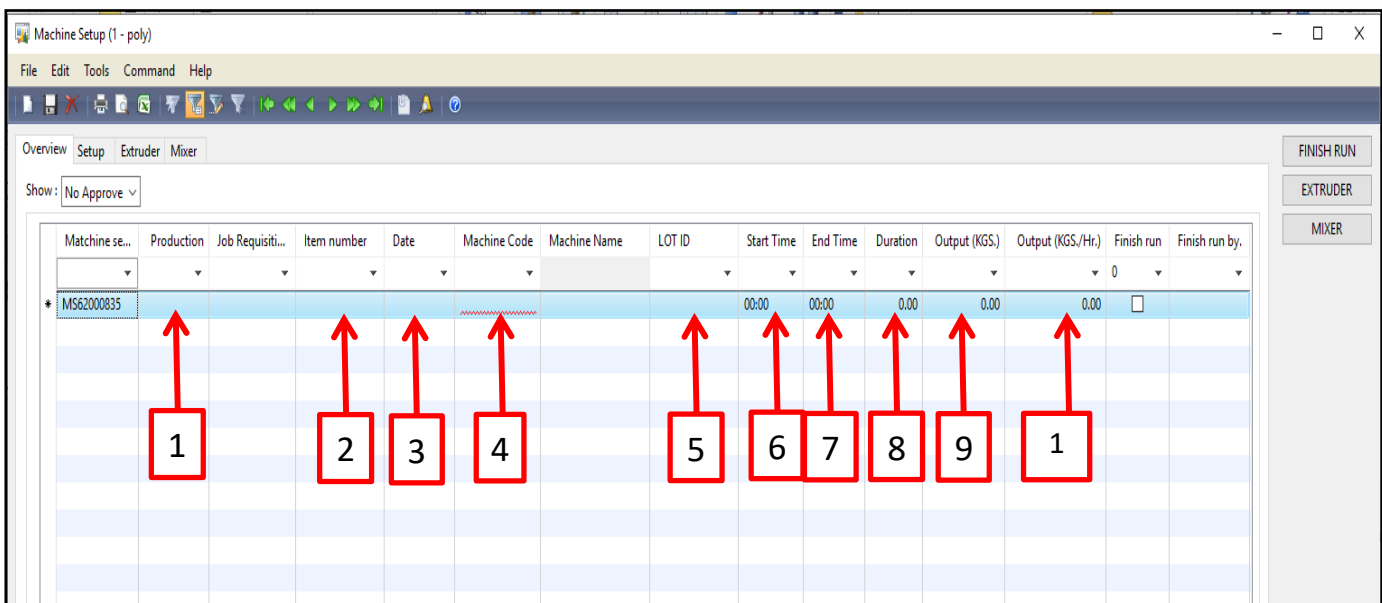 Machine Setup (1 - poly)
File Edit Tools Command Help
Overview Setup Extruder Mixer
FINISH RUN
Show : No Approve
EXTRUDER
MIXER
Matchine se... Production Job Requisiti... Item number Date Machine Code Machine Name LOT ID Start Time End Time Duration Output (KGS.) Output (KGS./Hr.) Finish run Finish run by.
0
MS62000835 00:00 00:00 0.00 0.00 0.00
1 2 3 4 5 6 7 8 9 1